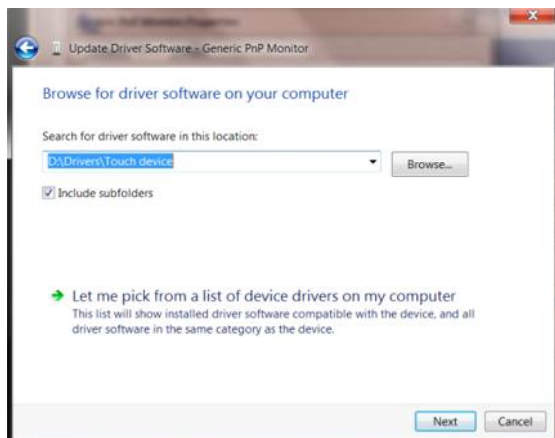 Update Driver Software - Generic PnP Monitor
Browse for driver software on your computer
Search for driver software in this location:
D:\Drivers\Touch device
Browse...
Include subfolders
Let me pick from a list of device drivers on my computer
This list will show installed driver software compatible with the device, and all
driver software in the same category as the device.
Next
Cancel